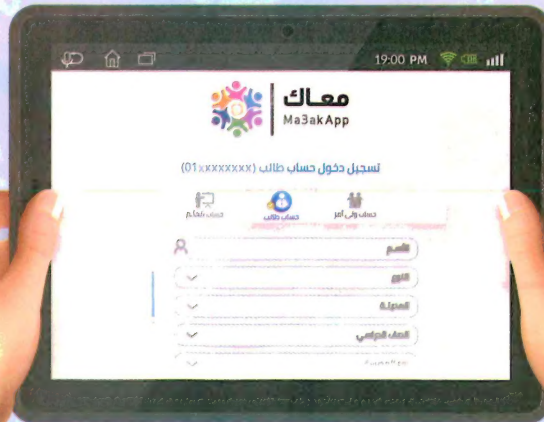 19:00 PM
معاك
Ma3akApp
تسجيل دخول حساب طالب (01xxxxxxxx)
حساب ولي أمر
حساب طالب
حساب معلم
الاسم
النوع
المدينة
الصف الدراسي